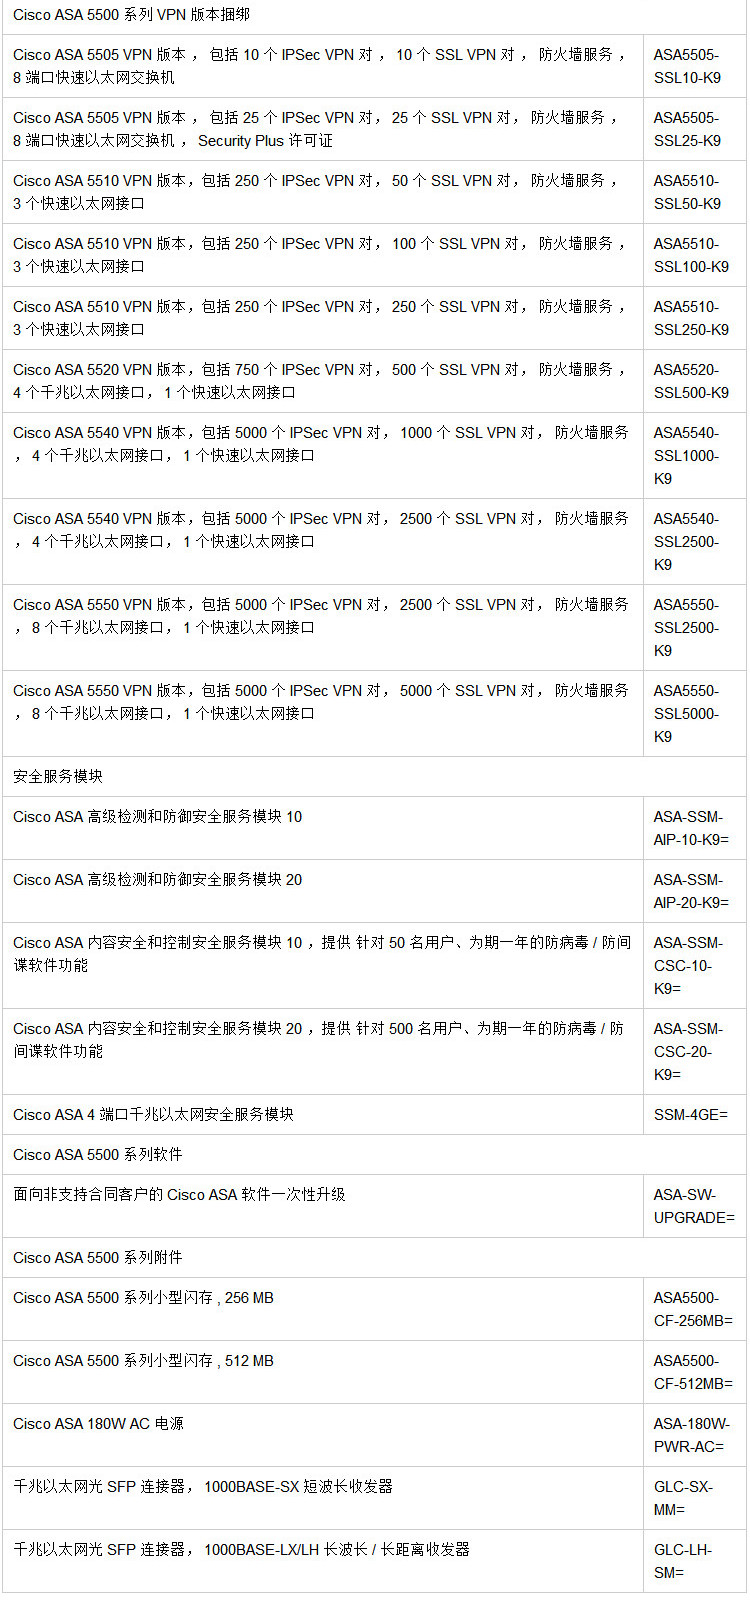 Cisco ASA 5500 系列 VPN 版本捆绑
Cisco ASA 5505 VPN 版本 ， 包括 10 个 IPSec VPN 对 ， 10 个 SSL VPN 对 ， 防火墙服务 ，
8 端口快速以太网交换机
ASA5505-
SSL10-K9
Cisco ASA 5505 VPN 版本 ， 包括 25 个 IPSec VPN 对， 25 个 SSL VPN 对， 防火墙服务 ，
8 端口快速以太网交换机 ， Security Plus 许可证
ASA5505-
SSL25-K9
Cisco ASA 5510 VPN 版本，包括 250 个 IPSec VPN 对， 50 个 SSL VPN 对， 防火墙服务 ，
3 个快速以太网接口
ASA5510-
SSL50-K9
Cisco ASA 5510 VPN 版本，包括 250 个 IPSec VPN 对， 100 个 SSL VPN 对， 防火墙服务 ，
3 个快速以太网接口
ASA5510-
SSL100-K9
Cisco ASA 5510 VPN 版本，包括 250 个 IPSec VPN 对， 250 个 SSL VPN 对， 防火墙服务 ，
3 个快速以太网接口
ASA5510-
SSL250-K9
Cisco ASA 5520 VPN 版本，包括 750 个 IPSec VPN 对， 500 个 SSL VPN 对， 防火墙服务 ，
4 个千兆以太网接口， 1 个快速以太网接口
ASA5520-
SSL500-K9
Cisco ASA 5540 VPN 版本，包括 5000 个 IPSec VPN 对， 1000 个 SSL VPN 对， 防火墙服务
， 4 个千兆以太网接口， 1 个快速以太网接口
ASA5540-
SSL1000-
K9
Cisco ASA 5540 VPN 版本，包括 5000 个 IPSec VPN 对， 2500 个 SSL VPN 对， 防火墙服务
， 4 个千兆以太网接口， 1 个快速以太网接口
ASA5540-
SSL2500-
K9
Cisco ASA 5550 VPN 版本，包括 5000 个 IPSec VPN 对， 2500 个 SSL VPN 对， 防火墙服务
， 8 个千兆以太网接口， 1 个快速以太网接口
ASA5550-
SSL2500-
K9
Cisco ASA 5550 VPN 版本，包括 5000 个 IPSec VPN 对， 5000 个 SSL VPN 对， 防火墙服务
， 8 个千兆以太网接口， 1 个快速以太网接口
ASA5550-
SSL5000-
K9
安全服务模块
Cisco ASA 高级检测和防御安全服务模块 10
ASA-SSM-
AIP-10-K9=
Cisco ASA 高级检测和防御安全服务模块 20
ASA-SSM-
AIP-20-K9=
Cisco ASA 内容安全和控制安全服务模块 10 ，提供 针对 50 名用户、为期一年的防病毒 / 防间
谍软件功能
ASA-SSM-
CSC-10-
K9=
Cisco ASA 内容安全和控制安全服务模块 20 ，提供 针对 500 名用户、为期一年的防病毒 / 防
间谍软件功能
ASA-SSM-
CSC-20-
K9=
Cisco ASA 4 端口千兆以太网安全服务模块
SSM-4GE=
Cisco ASA 5500 系列软件
面向非支持合同客户的 Cisco ASA 软件一次性升级
ASA-SW-
UPGRADE=
Cisco ASA 5500 系列附件
Cisco ASA 5500 系列小型闪存 , 256 MB
ASA5500-
CF-256MB=
Cisco ASA 5500 系列小型闪存 , 512 MB
ASA5500-
CF-512MB=
Cisco ASA 180W AC 电源
ASA-180W-
PWR-AC=
千兆以太网光 SFP 连接器， 1000BASE-SX 短波长收发器
GLC-SX-
MM=
千兆以太网光 SFP 连接器， 1000BASE-LX/LH 长波长 / 长距离收发器
GLC-LH-
SM=